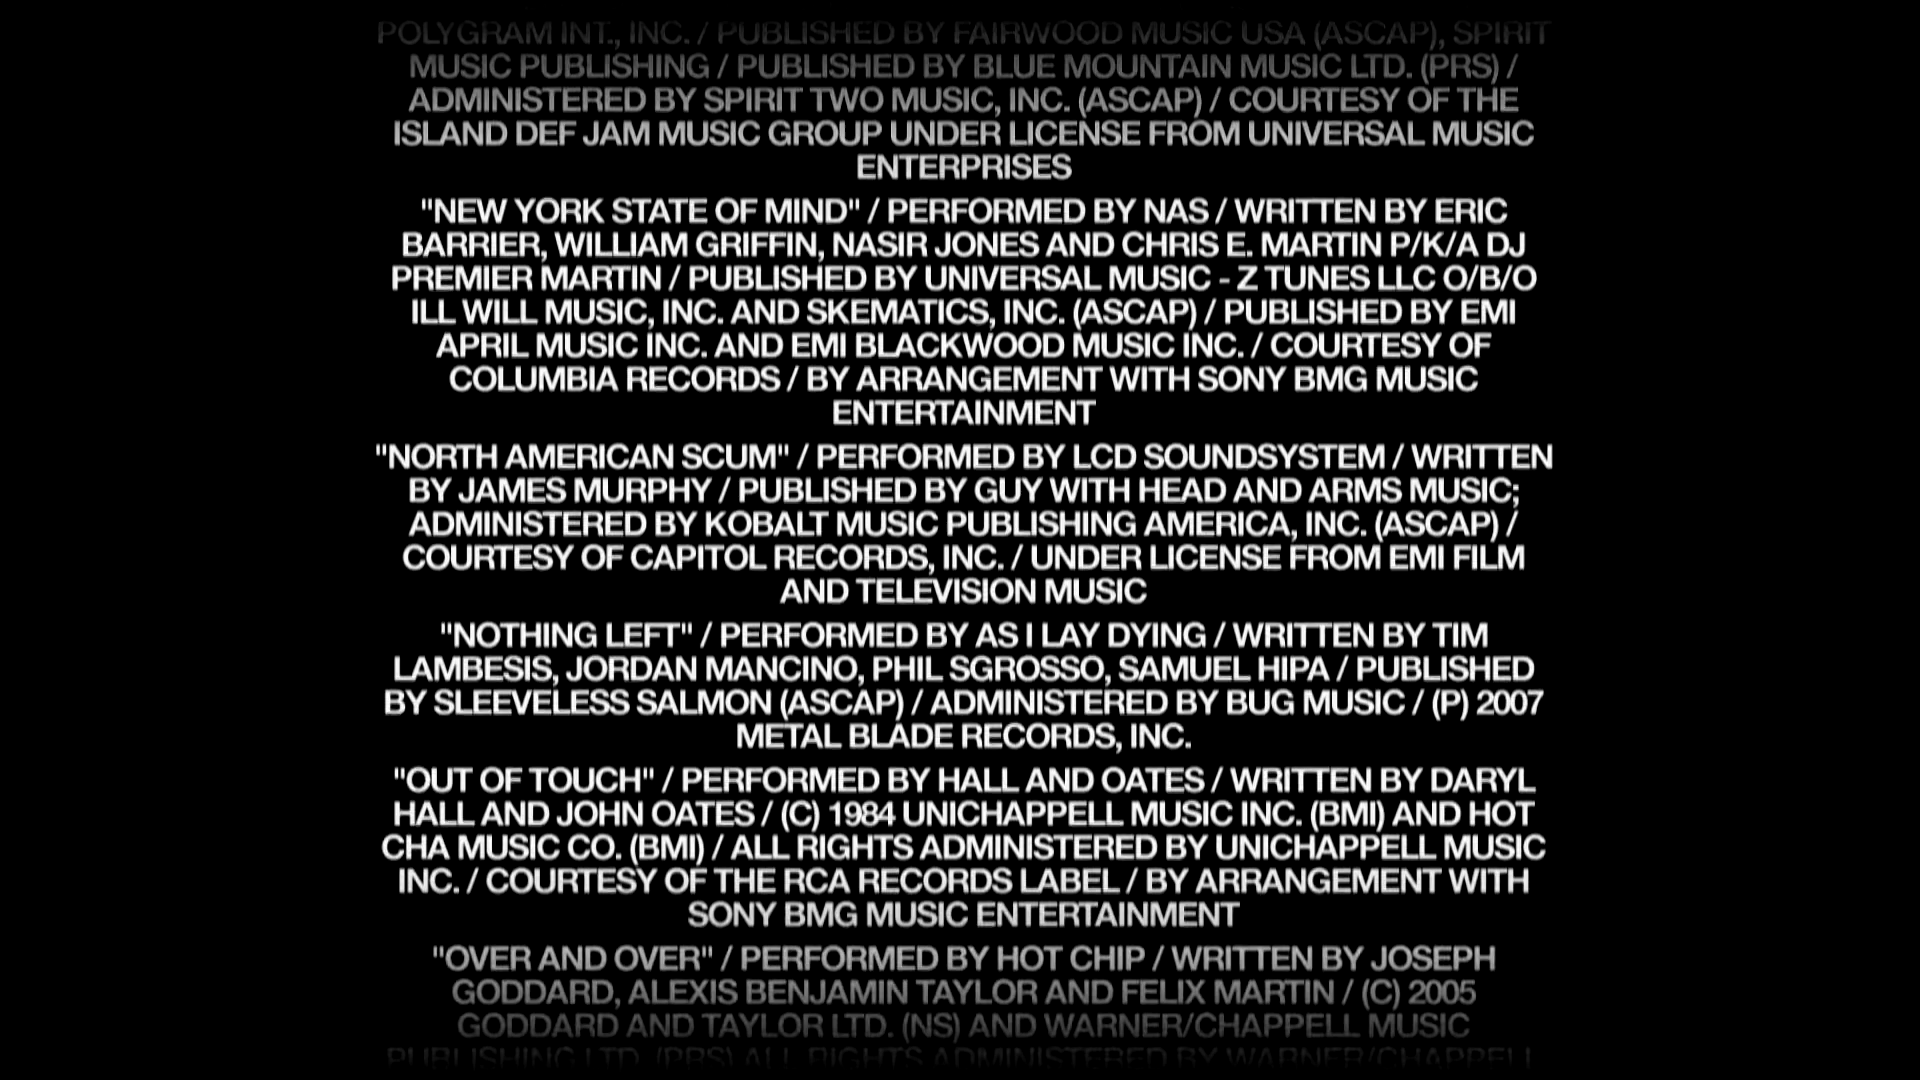 POLYGRAM INT., INC. / PUBLISHED BY FAIRWOOD MUSIC USA (ASCAP), SPIRIT
MUSIC PUBLISHING / PUBLISHED BY BLUE MOUNTAIN MUSIC LTD. (PRS) /
ADMINISTERED BY SPIRIT TWO MUSIC, INC. (ASCAP) / COURTESY OF THE
ISLAND DEF JAM MUSIC GROUP UNDER LICENSE FROM UNIVERSAL MUSIC
ENTERPRISES
"NEW YORK STATE OF MIND" / PERFORMED BY NAS / WRITTEN BY ERIC
BARRIER, WILLIAM GRIFFIN, NASIR JONES AND CHRIS E. MARTIN P/K/A DJ
PREMIER MARTIN / PUBLISHED BY UNIVERSAL MUSIC - Z TUNES LLC O/B/O
ILL WILL MUSIC, INC. AND SKEMATICS, INC. (ASCAP) / PUBLISHED BY EMI
APRIL MUSIC INC. AND EMI BLACKWOOD MUSIC INC. / COURTESY OF
COLUMBIA RECORDS / BY ARRANGEMENT WITH SONY BMG MUSIC
ENTERTAINMENT
"NORTH AMERICAN SCUM" / PERFORMED BY LCD SOUNDSYSTEM / WRITTEN
BY JAMES MURPHY / PUBLISHED BY GUY WITH HEAD AND ARMS MUSIC;
ADMINISTERED BY KOBALT MUSIC PUBLISHING AMERICA, INC. (ASCAP) /
COURTESY OF CAPITOL RECORDS, INC. / UNDER LICENSE FROM EMI FILM
AND TELEVISION MUSIC
"NOTHING LEFT" / PERFORMED BY AS I LAY DYING / WRITTEN BY TIM
LAMBESIS, JORDAN MANCINO, PHIL SGROSSO, SAMUEL HIPA / PUBLISHED
BY SLEEVELESS SALMON (ASCAP) / ADMINISTERED BY BUG MUSIC / (P) 2007
METAL BLADE RECORDS, INC.
"OUT OF TOUCH" / PERFORMED BY HALL AND OATES / WRITTEN BY DARYL
HALL AND JOHN OATES / (C) 1984 UNICHAPPELL MUSIC INC. (BMI) AND HOT
CHA MUSIC CO. (BMI) / ALL RIGHTS ADMINISTERED BY UNICHAPPELL MUSIC
INC. / COURTESY OF THE RCA RECORDS LABEL / BY ARRANGEMENT WITH
SONY BMG MUSIC ENTERTAINMENT
"OVER AND OVER" / PERFORMED BY HOT CHIP / WRITTEN BY JOSEPH
GODDARD, ALEXIS BENJAMIN TAYLOR AND FELIX MARTIN / (C) 2005
GODDARD AND TAYLOR LTD. (NS) AND WARNER/CHAPPELL MUSIC
PUBLISHING LTD. (PRS) ALL RIGHTS ADMINISTERED BY WARNER/CHAPPELL